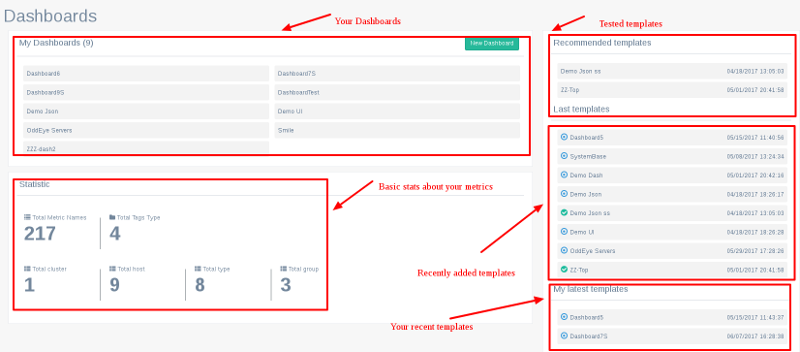 Dashboards
Your Dashboards
My Dashboards (9)
New Dashboard
Dashboard6
Dashboard7S
Dashboard9S
DashboardTest
Demo Json
Demo UI
OddEye Servers
Smile
ZZZ-dash2
Statistic
Basic stats about your metrics
Total Metric Names
217
Total Tags Type
4
Total cluster
1
Total host
9
Total type
8
Total group
3
Tested templates
Recommended templates
Demo Json ss 04/18/2017 13:05:03
ZZ-Top 05/01/2017 20:41:58
Last templates
Dashboard5 05/15/2017 11:40:56
SystemBase 05/08/2017 13:24:34
Demo Dash 05/01/2017 20:42:16
Demo Json 04/18/2017 18:26:17
Demo Json ss 04/18/2017 13:05:03
Demo UI 04/18/2017 18:26:28
OddEye Servers 05/29/2017 17:28:26
ZZ-Top 05/01/2017 20:41:58
Recently added templates
My latest templates
Your recent templates
Dashboard5 05/15/2017 11:43:37
Dashboard7S 06/07/2017 16:28:38